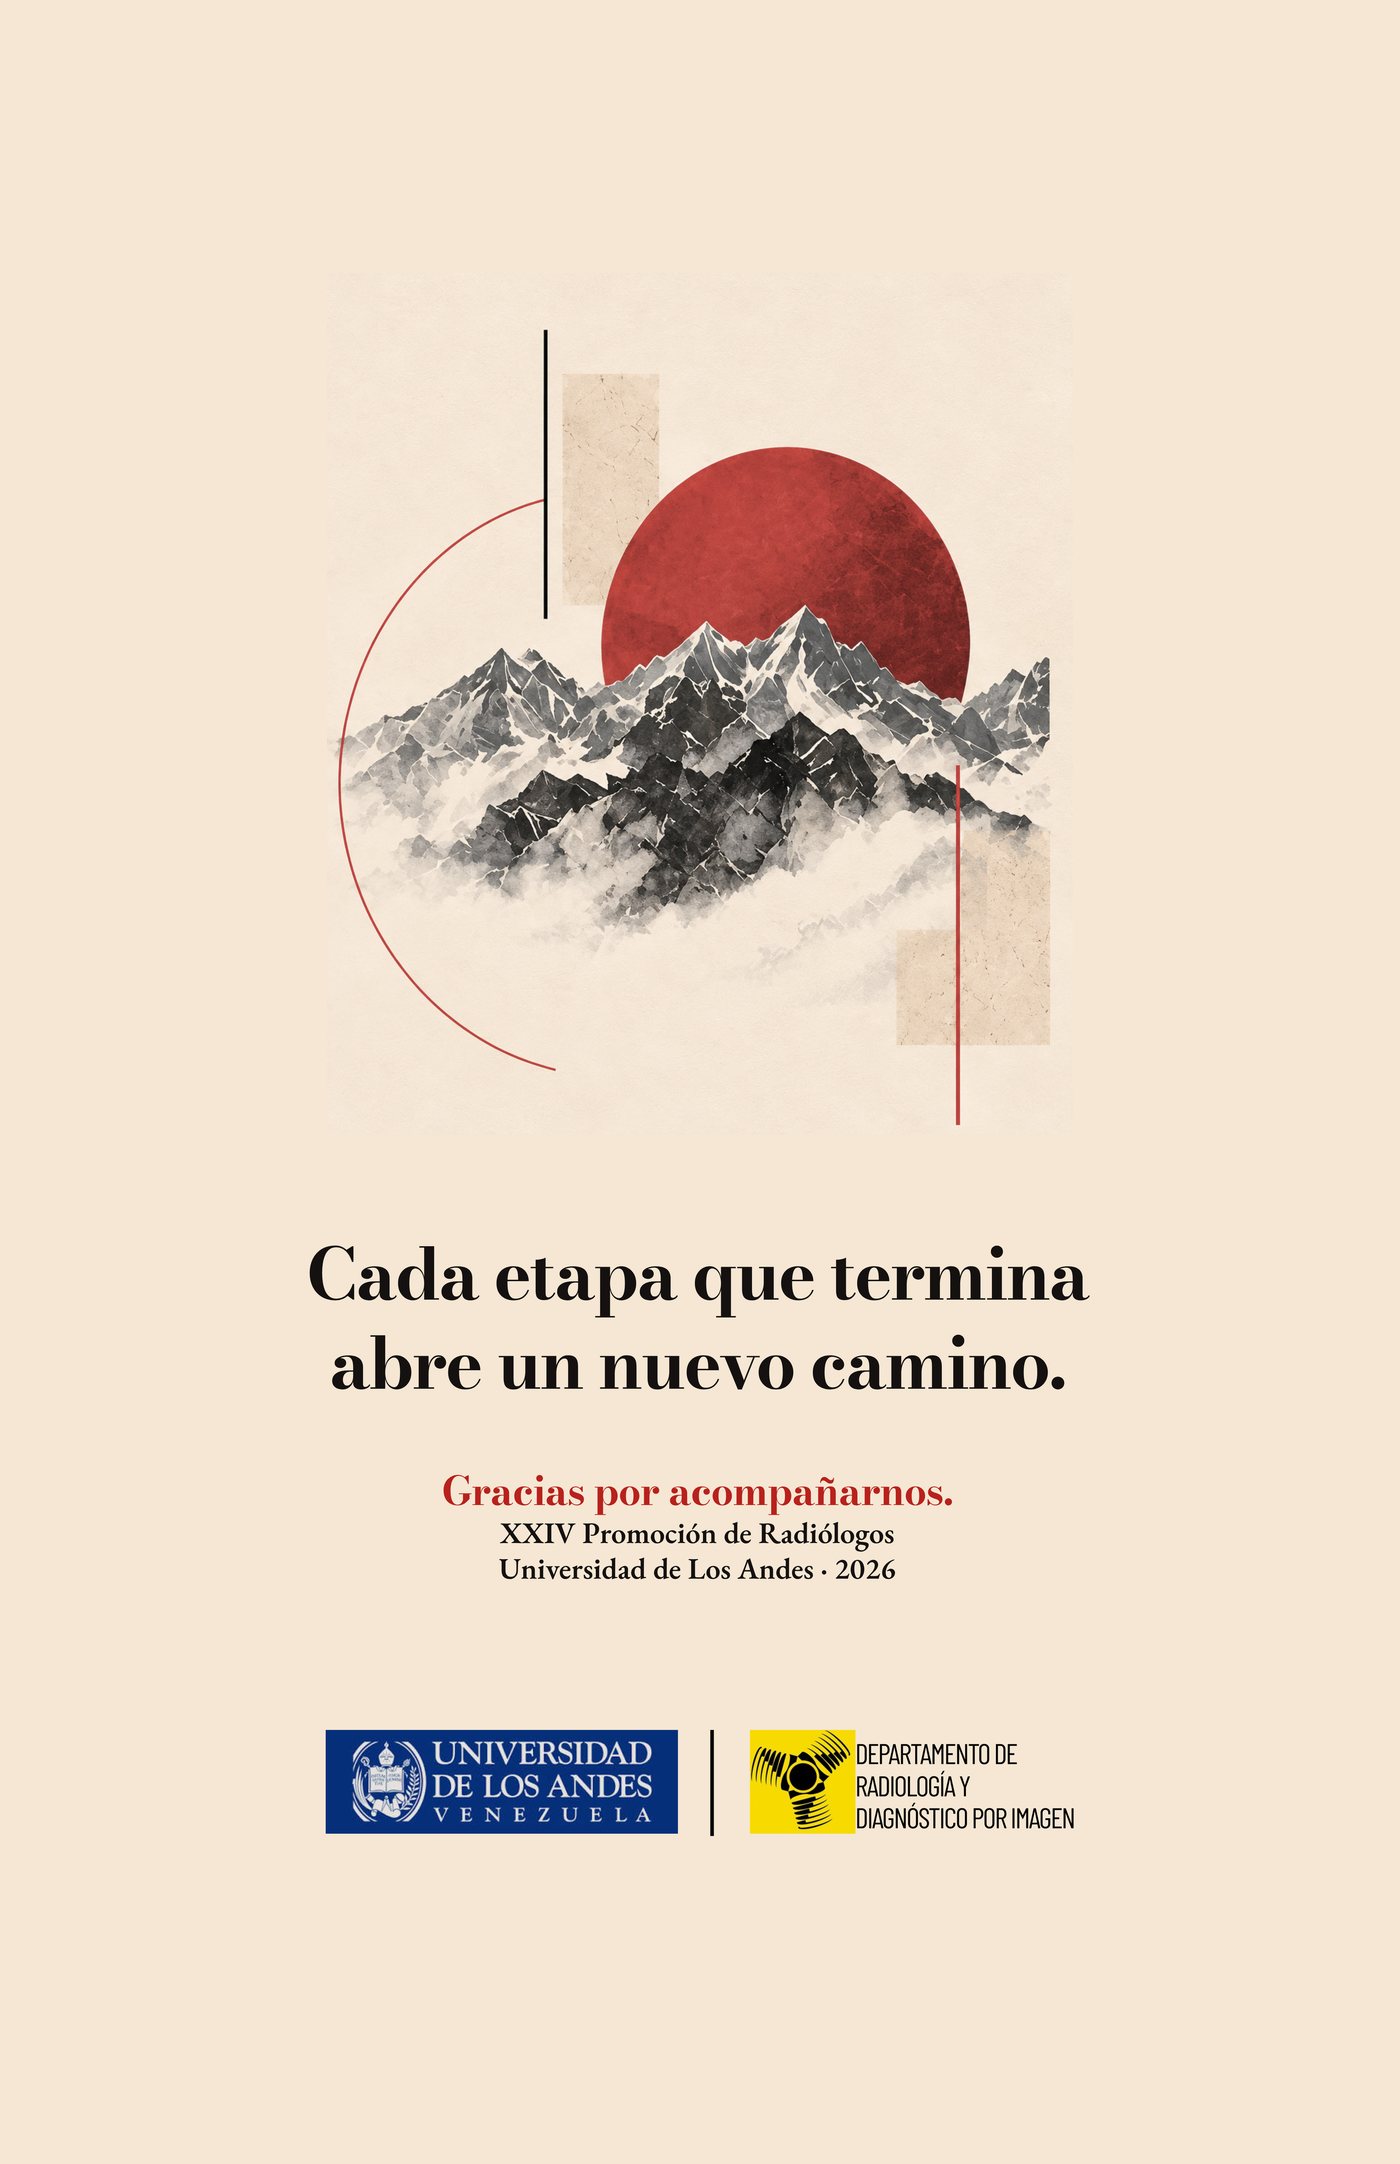 Cada etapa que termina
abre un nuevo camino.
Gracias por acompañarnos.
XXIV Promoción de Radiólogos
Universidad de Los Andes · 2026
UNIVERSIDAD
DE LOS ANDES
VENEZUELA
DEPARTAMENTO DE
RADIOLOGÍA Y
DIAGNÓSTICO POR IMAGEN